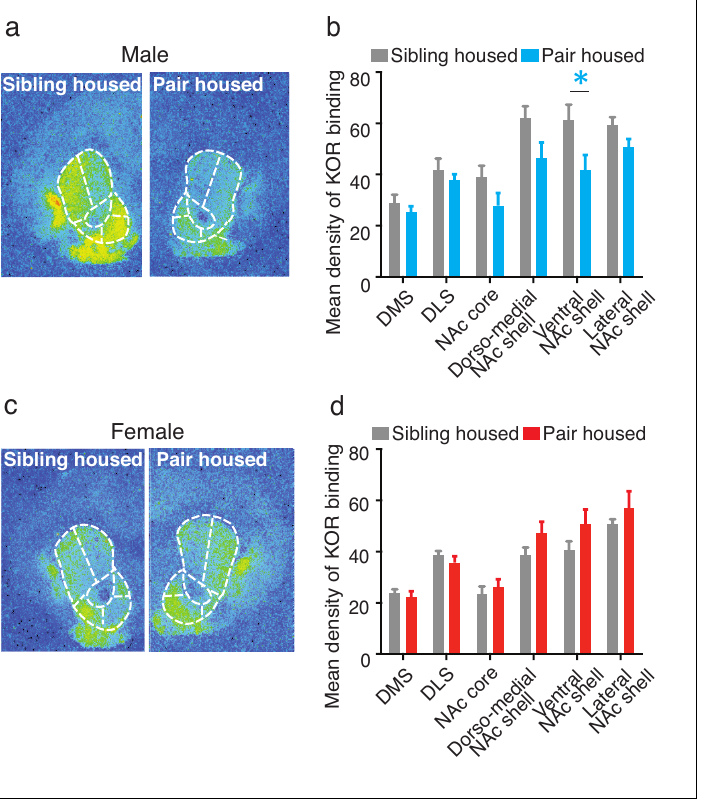 a
Male
Sibling housed
Pair housed
b
Sibling housed
Pair housed
Mean density of KOR binding
80
60
40
20
0
*
DMS
DLS
NAc core
Dorso-medial
NAc shell
Ventral
NAc shell
Lateral
NAc shell
c
Female
Sibling housed
Pair housed
d
Sibling housed
Pair housed
Mean density of KOR binding
80
60
40
20
0
DMS
DLS
NAc core
Dorso-medial
NAc shell
Ventral
NAc shell
Lateral
NAc shell